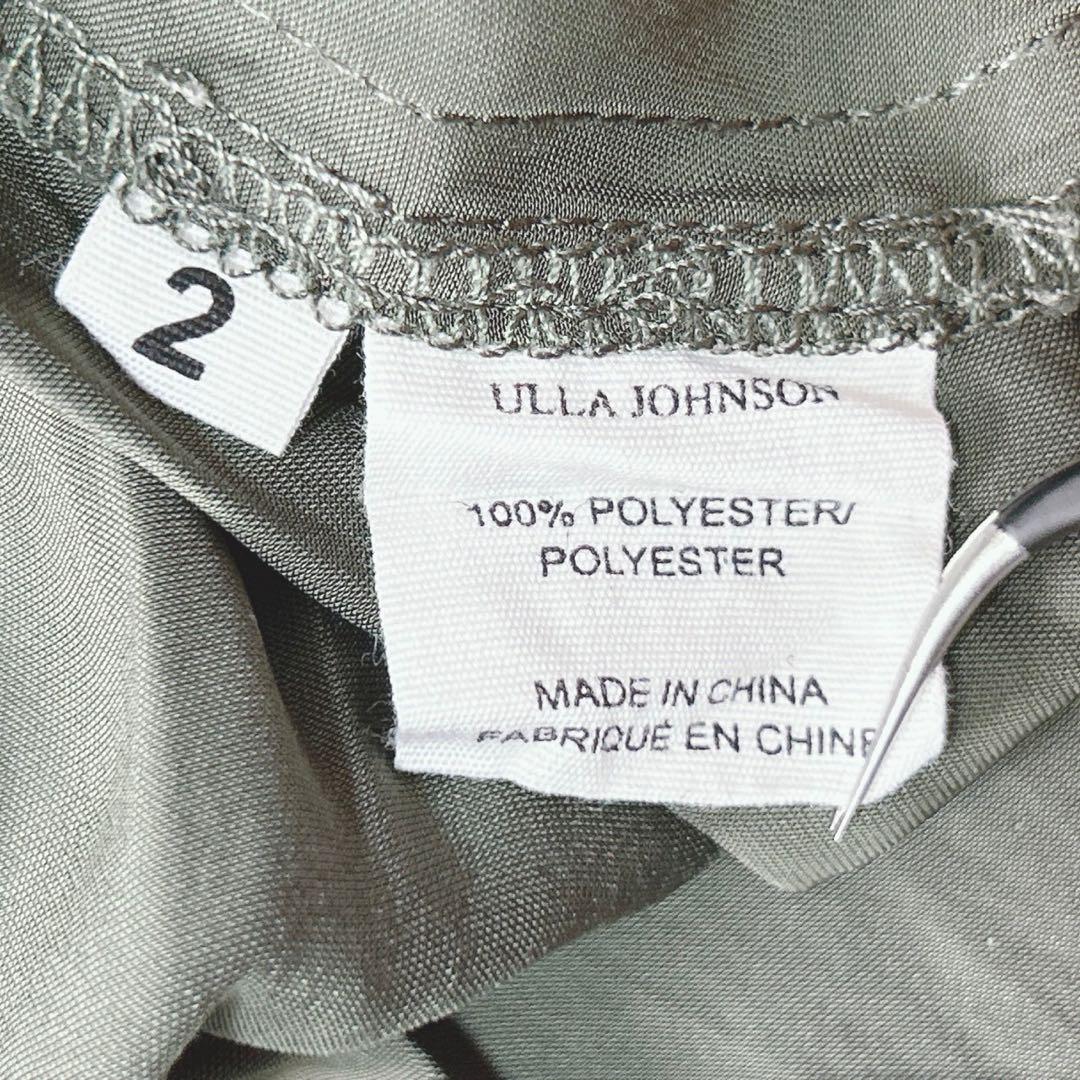 2
ULLA JOHNSON
100% POLYESTER/
POLYESTER
MADE IN CHINA
FABRIQUÉ EN CHINE